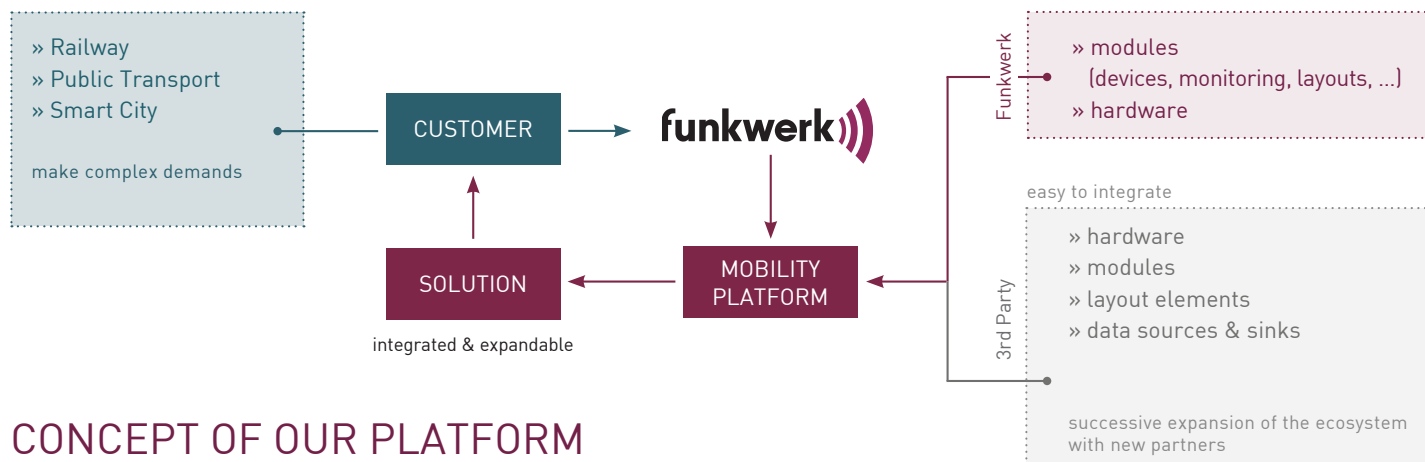 » Railway
» Public Transport
» Smart City
make complex demands
CUSTOMER
funkwerk
SOLUTION
integrated & expandable
MOBILITY
PLATFORM
Funkwerk
» modules
(devices, monitoring, layouts, ...)
» hardware
easy to integrate
3rd Party
» hardware
» modules
» layout elements
» data sources & sinks
successive expansion of the ecosystem
with new partners
CONCEPT OF OUR PLATFORM